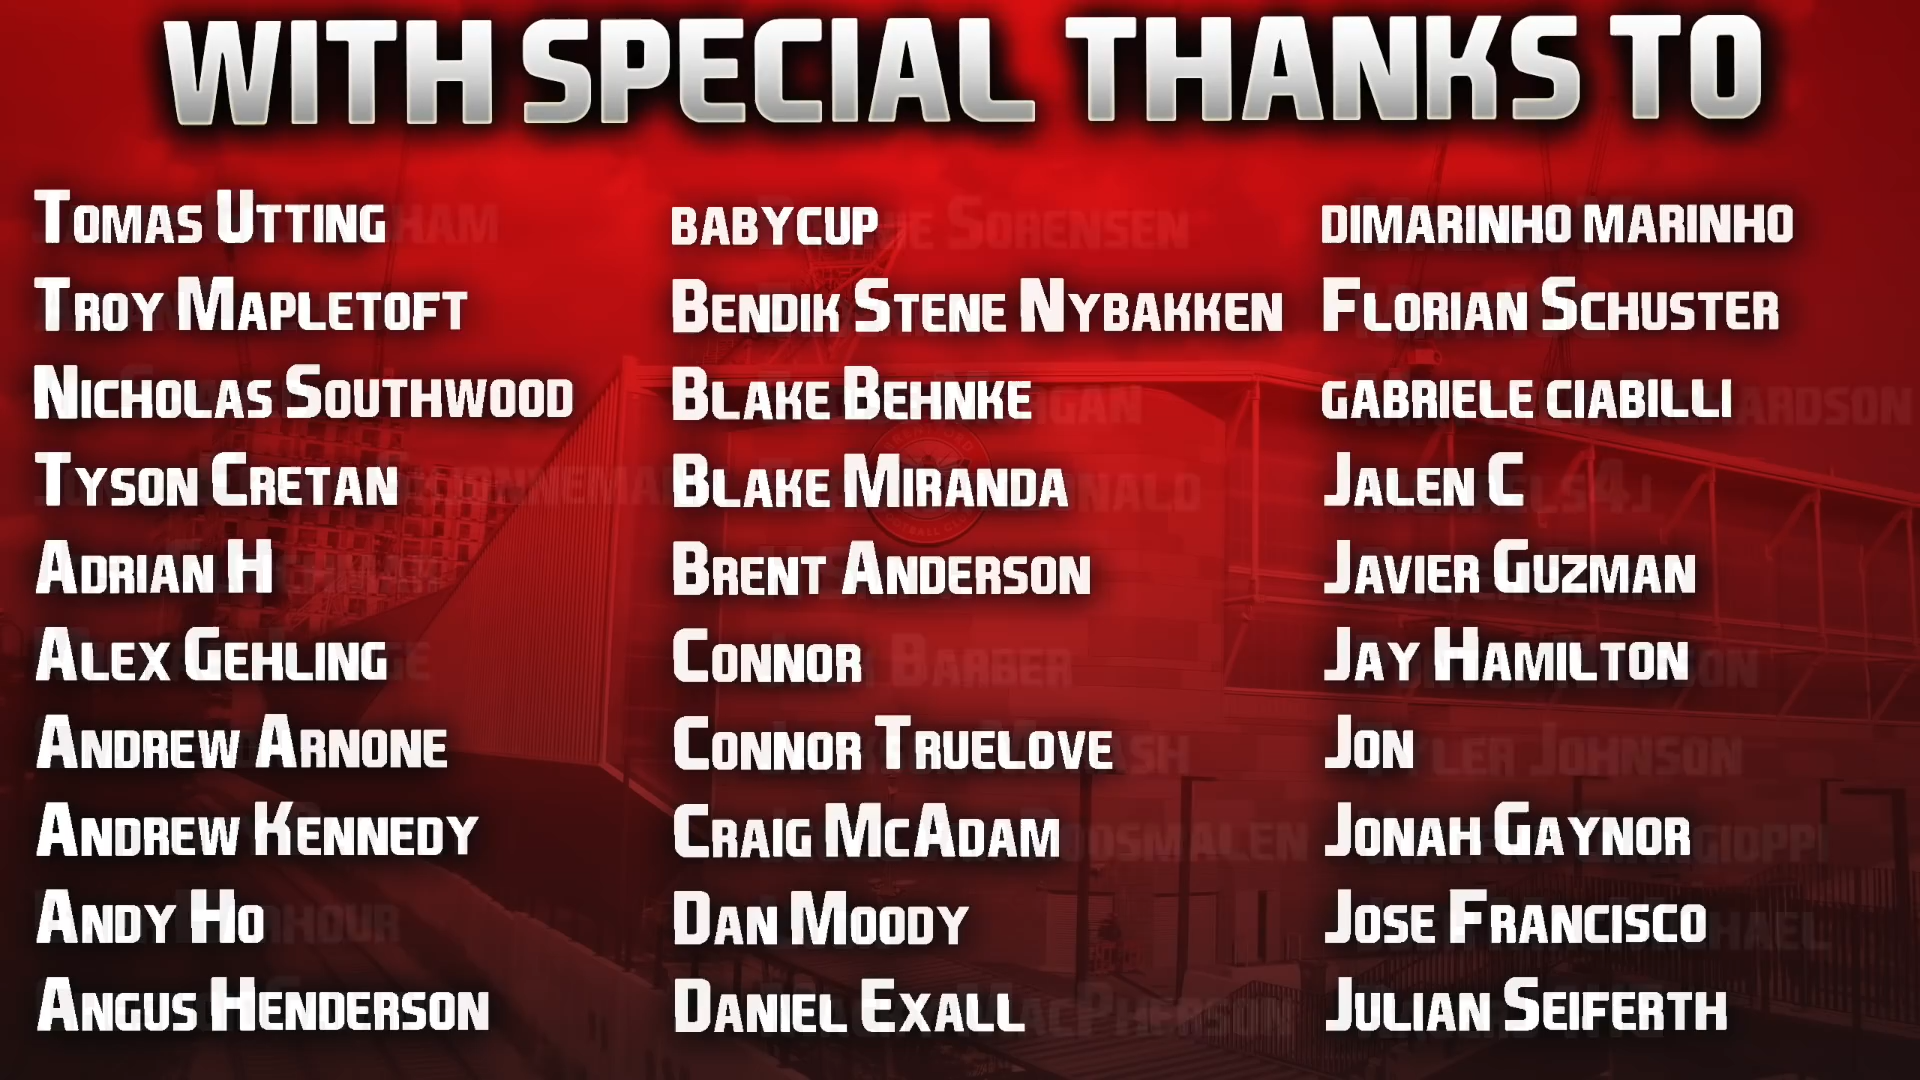 WITH SPECIAL THANKS TO
Tomas Utting
Troy Mapletoft
Nicholas Southwood
Tyson Cretan
Adrian H
Alex Gehling
Andrew Arnone
Andrew Kennedy
Andy Ho
Angus Henderson
babycup
Bendik Stene Nybakken
Blake Behnke
Blake Miranda
Brent Anderson
Connor
Connor Truelove
Craig McAdam
Dan Moody
Daniel Exall
dimarinho marinho
Florian Schuster
gabriele ciabilli
Jalen C
Javier Guzman
Jay Hamilton
Jon
Jonah Gaynor
Jose Francisco
Julian Seiferth